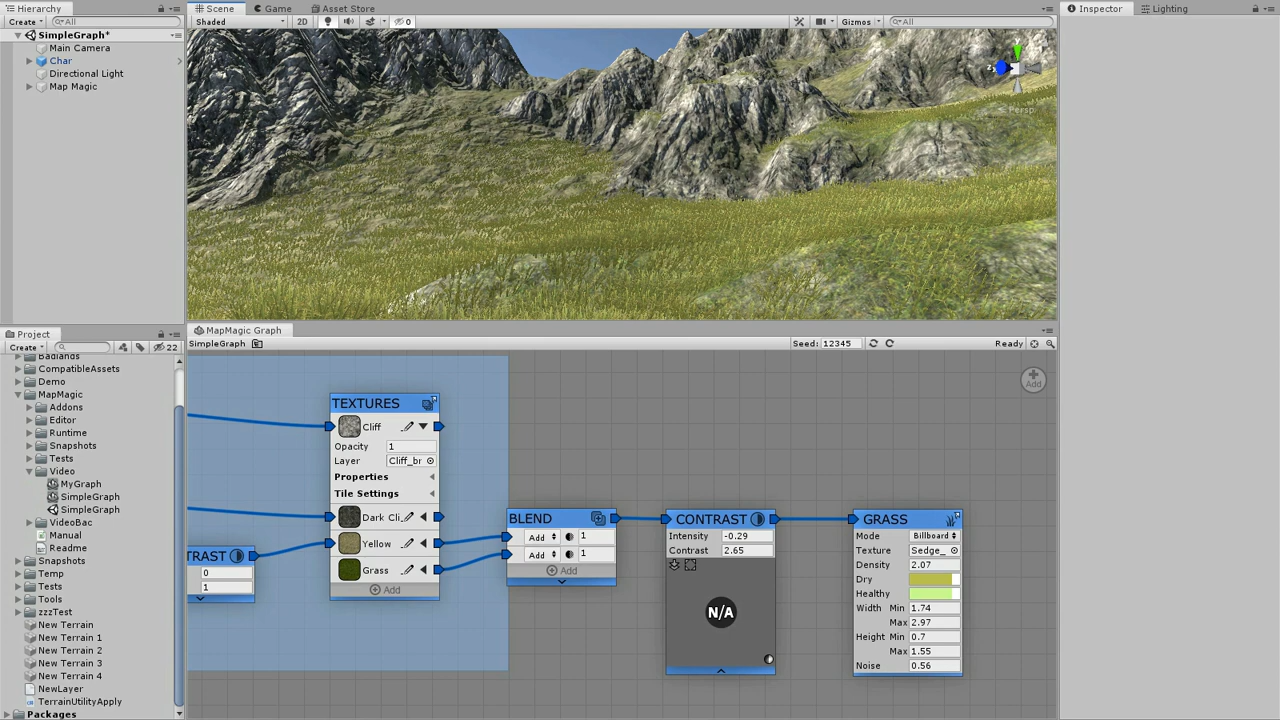 Hierarchy
Create
All
SimpleGraph*
Main Camera
Char
Directional Light
Map Magic
Scene
Game
Asset Store
Shaded
2D
0
Gizmos
All
y
z
Persp
Inspector
Lighting
Project
Create
22
Badlands
CompatibleAssets
Demo
MapMagic
Addons
Editor
Runtime
Snapshots
Tests
Video
MyGraph
SimpleGraph
SimpleGraph
VideoBac
Manual
Readme
Snapshots
Temp
Tests
Tools
zzzTest
New Terrain
New Terrain 1
New Terrain 2
New Terrain 3
New Terrain 4
NewLayer
TerrainUtilityApply
Packages
MapMagic Graph
SimpleGraph
Seed: 12345
Ready
Add
TRAST
0
1
TEXTURES
Cliff
Opacity 1
Layer Cliff_br
Properties
Tile Settings
Dark Cli
Yellow
Grass
Add
BLEND
Add 1
Add 1
Add
CONTRAST
Intensity -0.29
Contrast 2.65
N/A
GRASS
Mode Billboard
Texture Sedge_
Density 2.07
Dry
Healthy
Width Min 1.74
Max 2.97
Height Min 0.7
Max 1.55
Noise 0.56